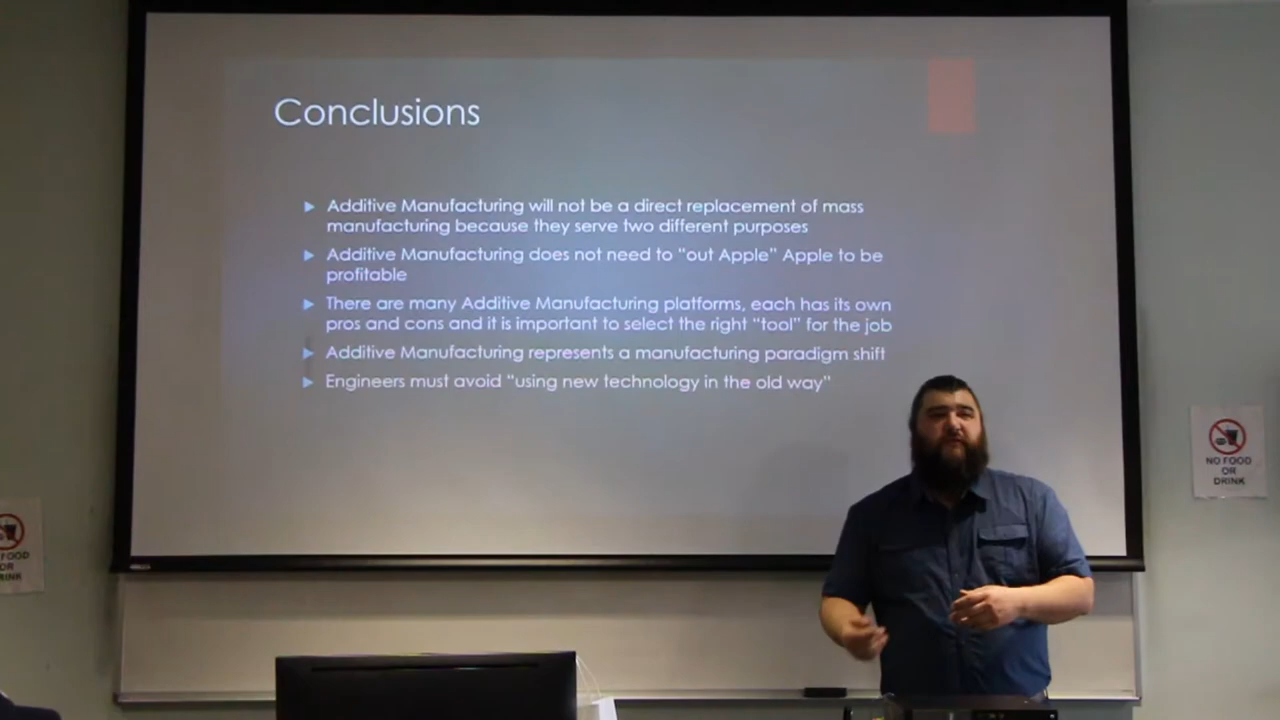 Conclusions
Additive Manufacturing will not be a direct replacement of mass
manufacturing because they serve two different purposes
Additive Manufacturing does not need to “out Apple” Apple to be
profitable
There are many Additive Manufacturing platforms, each has its own
pros and cons and it is important to select the right “tool” for the job
Additive Manufacturing represents a manufacturing paradigm shift
Engineers must avoid “using new technology in the old way”
NO FOOD
OR
DRINK
FOOD
OR
RINK